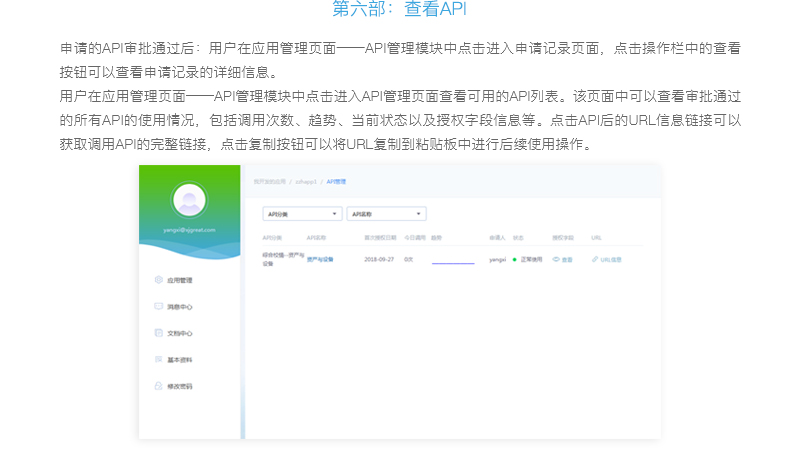 第六部：查看API
申请的API审批通过后：用户在应用管理页面——API管理模块中点击进入申请记录页面，点击操作栏中的查看
按钮可以查看申请记录的详细信息。
用户在应用管理页面——API管理模块中点击进入API管理页面查看可用的API列表。该页面中可以查看审批通过
的所有API的使用情况，包括调用次数、趋势、当前状态以及授权字段信息等。点击API后的URL信息链接可以
获取调用API的完整链接，点击复制按钮可以将URL复制到粘贴板中进行后续使用操作。
我开发的应用 / zzhapp1 / API管理
yangxi@njgreat.com
API分类 API名称
API分类 API名称 首次授权日期 今日调用 趋势 申请人 状态 授权字段 URL
综合校情--资产与
设备 资产与设备 2018-09-27 0次 yangxi 正常使用 查看 URL信息
应用管理
消息中心
文档中心
基本资料
修改密码